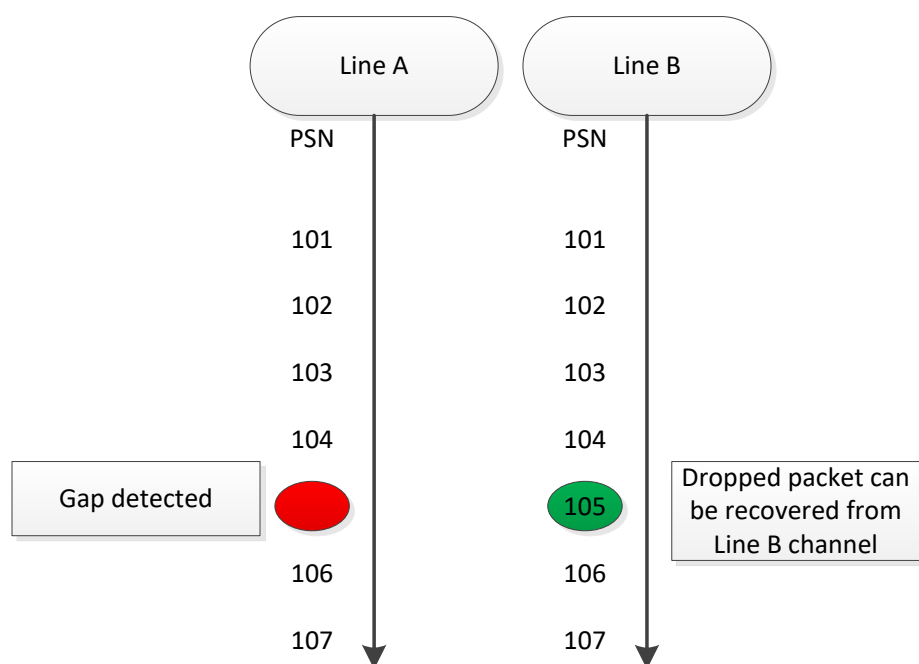 Line A
Line B
PSN
PSN
101
101
102
102
103
103
104
104
Gap detected
105
Dropped packet can
be recovered from
Line B channel
106
106
107
107